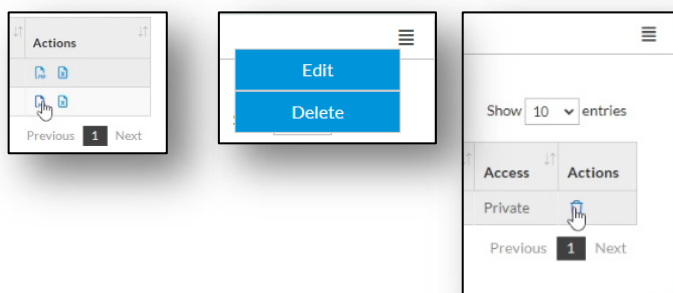 Actions
Previous 1 Next
Edit
Delete
Show 10 entries
Access Actions
Private
Previous 1 Next